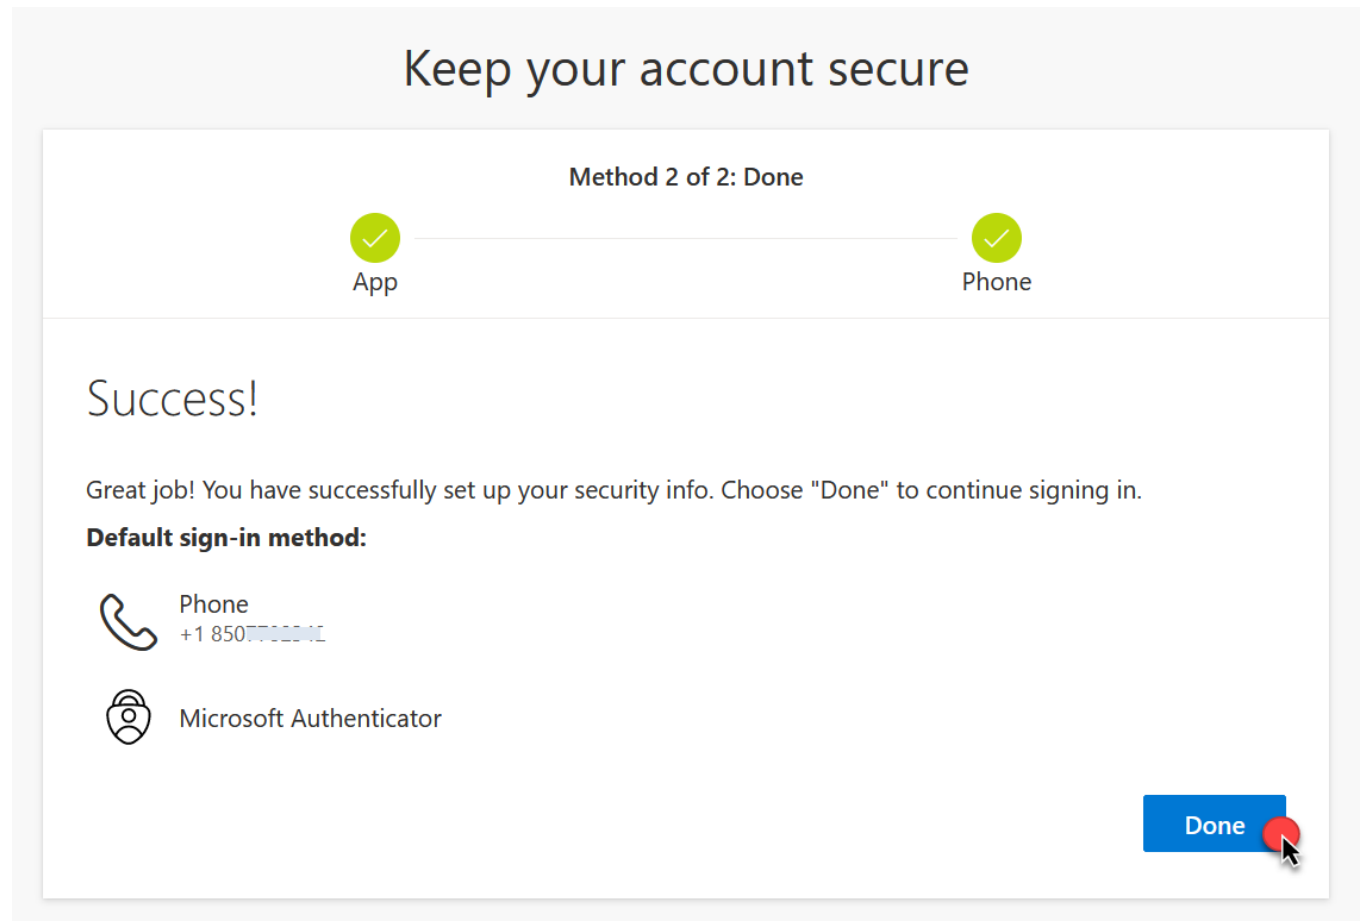 Keep your account secure
Method 2 of 2: Done
App
Phone
Success!
Great job! You have successfully set up your security info. Choose "Done" to continue signing in.
Default sign-in method:
Phone
+1 850
Microsoft Authenticator
Done